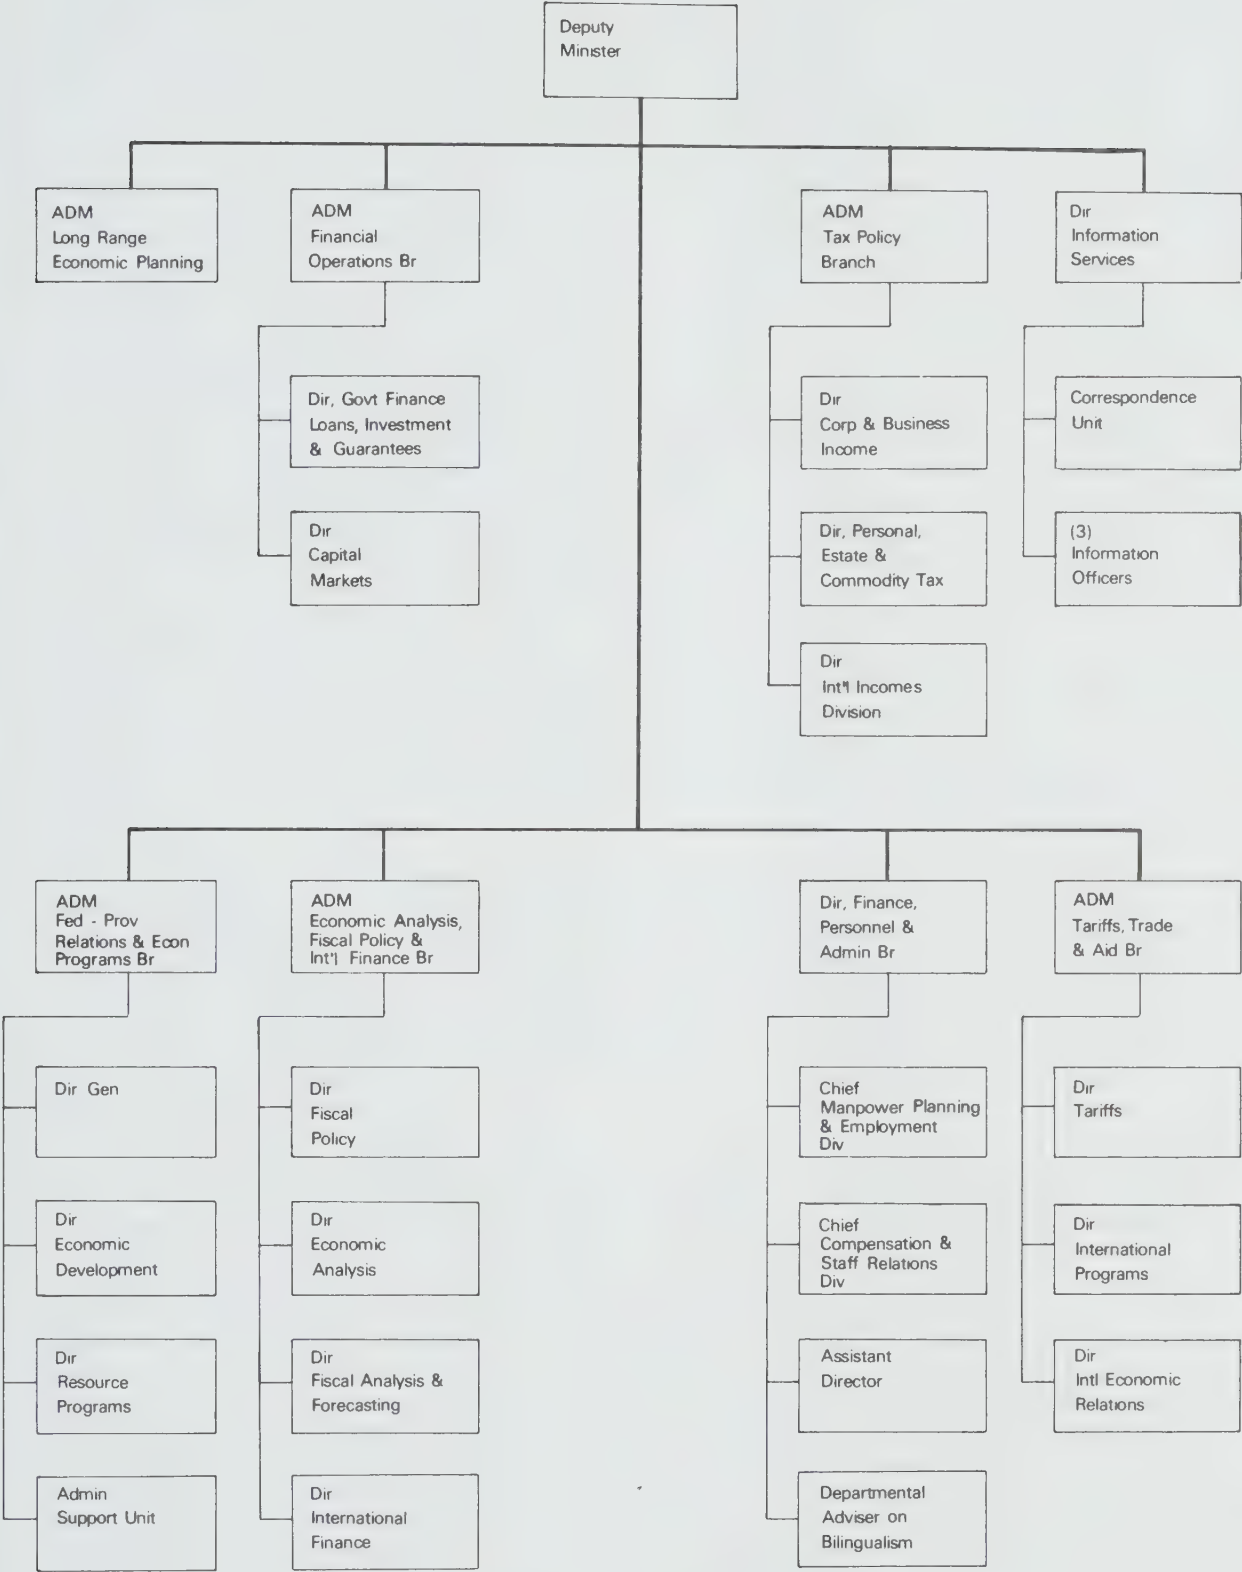 Deputy
Minister
ADM
Long Range
Economic Planning
ADM
Financial
Operations Br
ADM
Tax Policy
Branch
Dir
Information
Services
Dir, Govt Finance
Loans, Investment
& Guarantees
Dir
Capital
Markets
Dir
Corp & Business
Income
Dir, Personal,
Estate &
Commodity Tax
Dir
Int'l Incomes
Division
Correspondence
Unit
(3)
Information
Officers
ADM
Fed - Prov
Relations & Econ
Programs Br
ADM
Economic Analysis,
Fiscal Policy &
Int'l Finance Br
Dir, Finance,
Personnel &
Admin Br
ADM
Tariffs, Trade
& Aid Br
Dir Gen
Dir
Economic
Development
Dir
Resource
Programs
Admin
Support Unit
Dir
Fiscal
Policy
Dir
Economic
Analysis
Dir
Fiscal Analysis &
Forecasting
Dir
International
Finance
Chief
Manpower Planning
& Employment
Div
Chief
Compensation &
Staff Relations
Div
Assistant
Director
Departmental
Adviser on
Bilingualism
Dir
Tariffs
Dir
International
Programs
Dir
Intl Economic
Relations